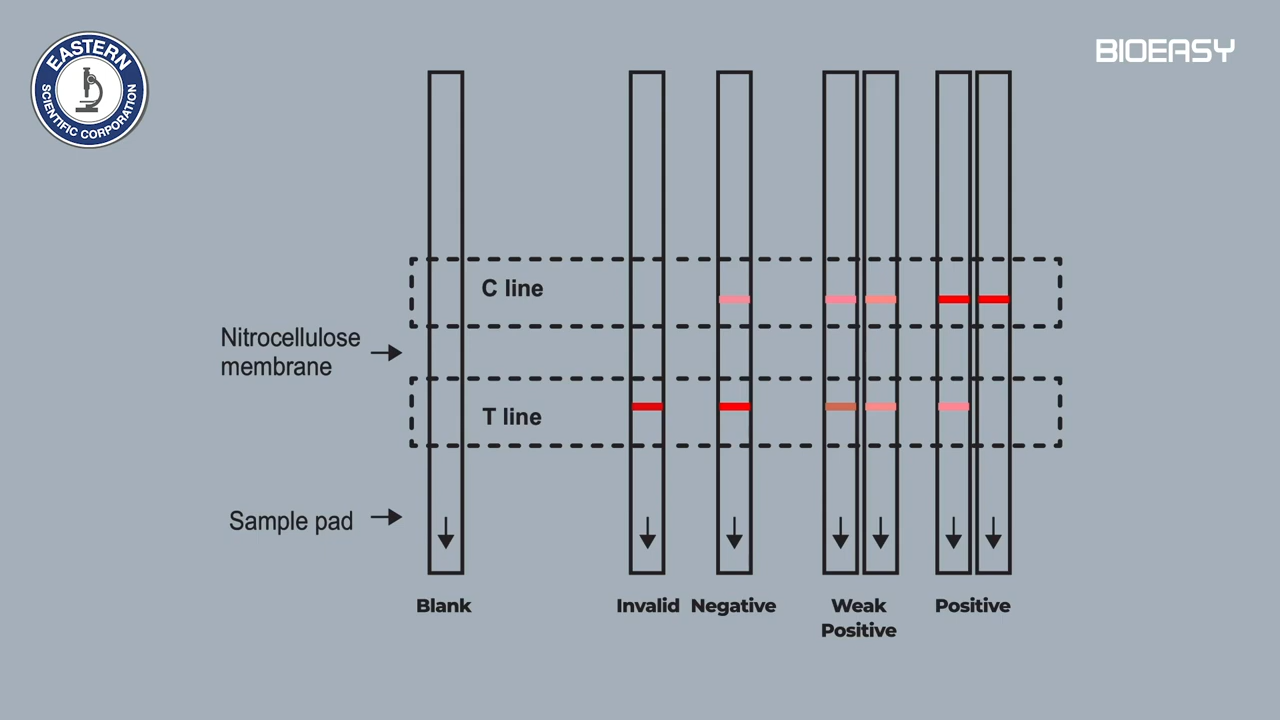 EASTERN
SCIENTIFIC CORPORATION
BIOEASY
C line
Nitrocellulose
membrane
T line
Sample pad
Blank
Invalid
Negative
Weak
Positive
Positive